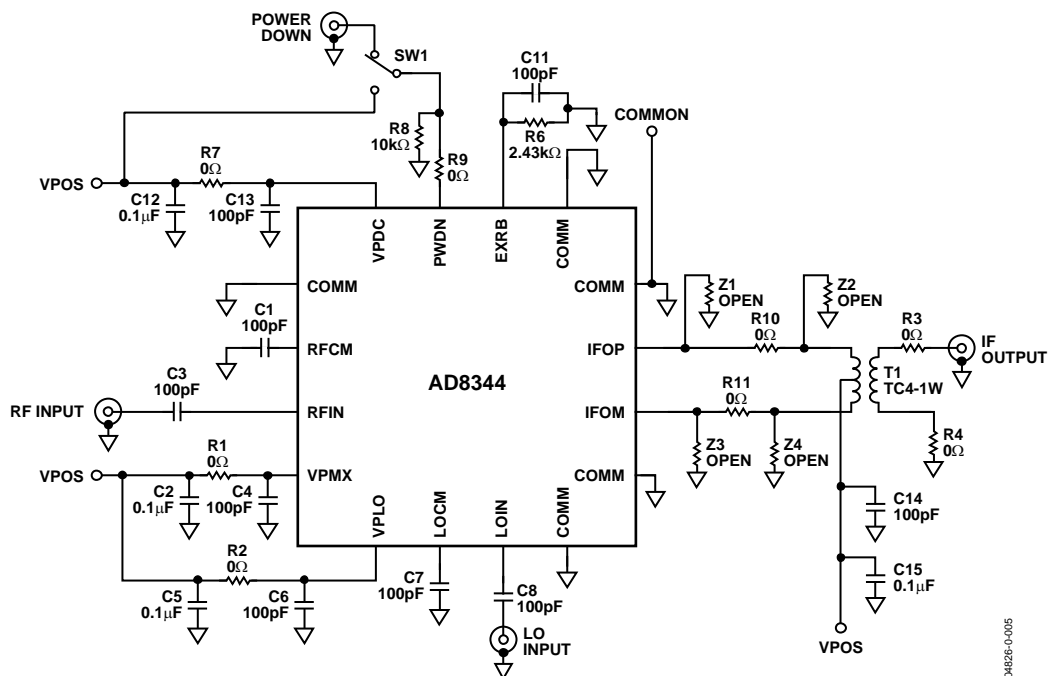 POWER
DOWN
SW1
C11
100pF
COMMON
R8
10kΩ
R6
2.43kΩ
R9
0Ω
R7
0Ω
VPOS
C12
0.1μF
C13
100pF
VPDC
PWDN
EXRB
COMM
COMM
COMM
Z1
OPEN
Z2
OPEN
R10
0Ω
R3
0Ω
IF
OUTPUT
C1
100pF
RFCM
IFOP
AD8344
T1
TC4-1W
C3
100pF
RF INPUT
RFIN
IFOM
R11
0Ω
R4
0Ω
Z3
OPEN
Z4
OPEN
R1
0Ω
VPOS
VPMX
COMM
C2
0.1μF
C4
100pF
VPLO
LOCM
LOIN
COMM
C14
100pF
R2
0Ω
C5
0.1μF
C6
100pF
C7
100pF
C8
100pF
C15
0.1μF
LO
INPUT
VPOS
04826-0-005